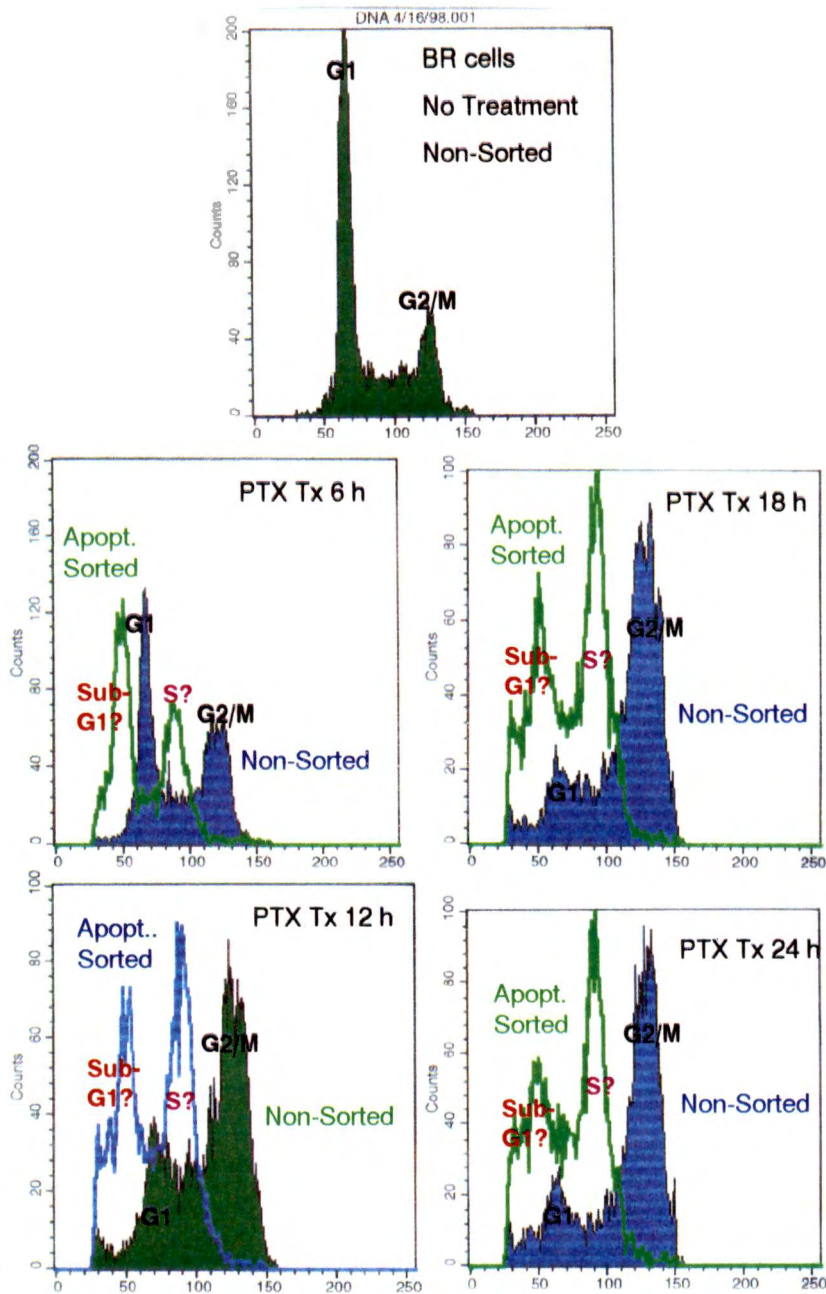 DNA 4/16/98.001
200
160
120
80
40
0
Counts
G1
BR cells
No Treatment
Non-Sorted
G2/M
0 50 100 150 200 250
200
160
120
80
40
0
Counts
PTX Tx 6 h
Apopt.
Sorted
G1
Sub-
G1?
S?
G2/M
Non-Sorted
0 50 100 150 200 250
100
80
60
40
20
0
PTX Tx 18 h
Apopt.
Sorted
Sub-
G1?
S?
G2/M
Non-Sorted
G1
0 50 100 150 200 250
100
80
60
40
20
0
Counts
PTX Tx 12 h
Apopt..
Sorted
G2/M
Sub-
G1?
S?
Non-Sorted
G1
0 50 100 150 200 250
100
80
60
40
20
0
Counts
PTX Tx 24 h
Apopt.
Sorted
G2/M
Sub-
G1?
S?
Non-Sorted
G1
0 50 100 150 200 250